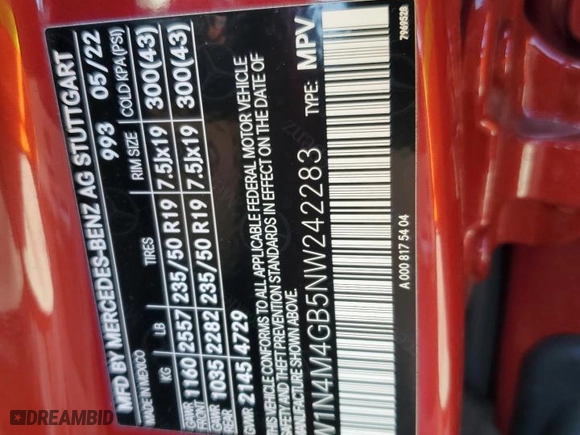 MFD BY MERCEDES-BENZ AG STUTTGART
MADE IN MEXICO 993 05/22
KG LB TIRES RIM SIZE COLD KPA(PSI)
GAWR FRONT 1160 2557 235/50 R19 7.5Jx19 300(43)
GAWR REAR 1035 2282 235/50 R19 7.5Jx19 300(43)
GVWR 2145 4729
THIS VEHICLE CONFORMS TO ALL APPLICABLE FEDERAL MOTOR VEHICLE
SAFETY AND THEFT PREVENTION STANDARDS IN EFFECT ON THE DATE OF
MANUFACTURE SHOWN ABOVE.
W1N4M4GB5NW242283 TYPE: MPV
A 000 817 54 04
7969528
DREAMBID